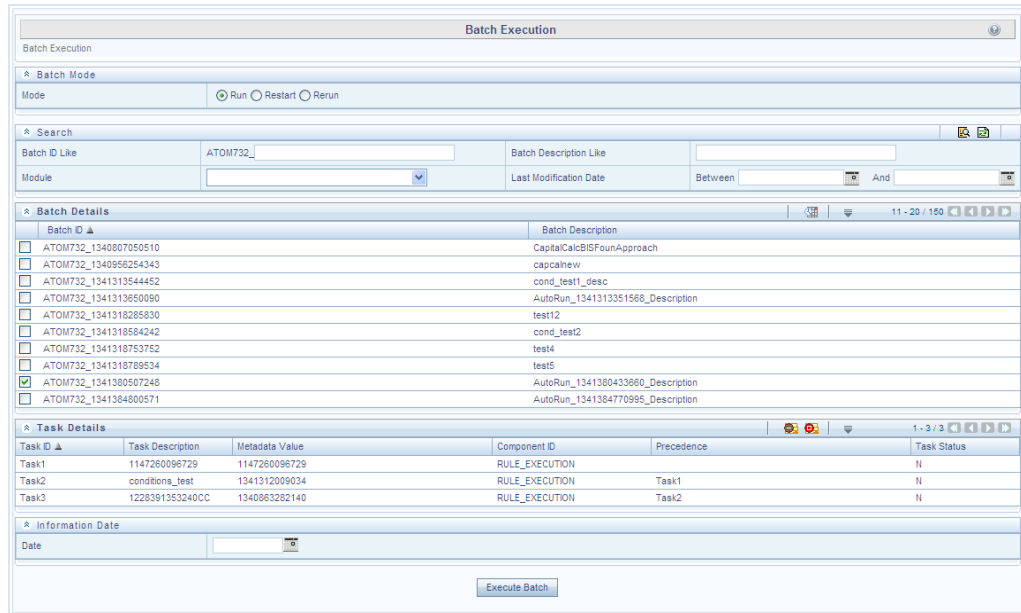 Batch Execution
Batch Execution
Batch Mode
Mode Run Restart Rerun
Search
Batch ID Like ATOM732_ Batch Description Like
Module Last Modification Date Between And
Batch Details 11 - 20 / 150
Batch ID Batch Description
ATOM732_1340807050510 CapitalCalcBISFounApproach
ATOM732_1340956254343 capcalnew
ATOM732_1341313544452 cond_test1_desc
ATOM732_1341313650090 AutoRun_1341313351568_Description
ATOM732_1341318285830 test12
ATOM732_1341318584242 cond_test2
ATOM732_1341318753752 test4
ATOM732_1341318789534 test5
ATOM732_1341380507248 AutoRun_1341380433660_Description
ATOM732_1341384800571 AutoRun_1341384770995_Description
Task Details 1 - 3 / 3
Task ID Task Description Metadata Value Component ID Precedence Task Status
Task1 1147260096729 1147260096729 RULE_EXECUTION N
Task2 conditions_test 1341312009034 RULE_EXECUTION Task1 N
Task3 1228391353240CC 1340863282140 RULE_EXECUTION Task2 N
Information Date
Date
Execute Batch